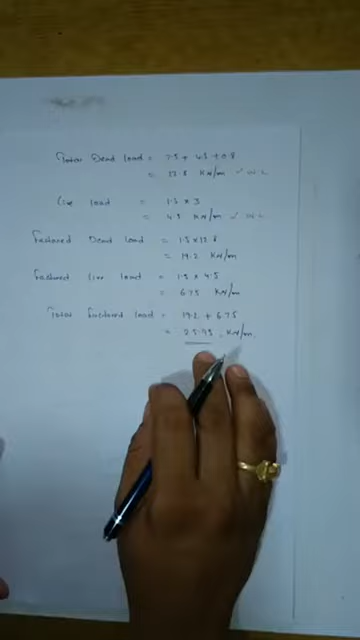 Total Dead load = 7.5 + 4.5 + 0.8
= 12.8 KN/m ✓
Live load = 1.5 × 3
= 4.5 KN/m ✓
Factored Dead load = 1.5 × 12.8
= 19.2 KN/m
Factored Live load = 1.5 × 4.5
= 6.75 KN/m
Total factored load = 19.2 + 6.75
= 25.95 KN/m.